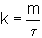 k = m/τ